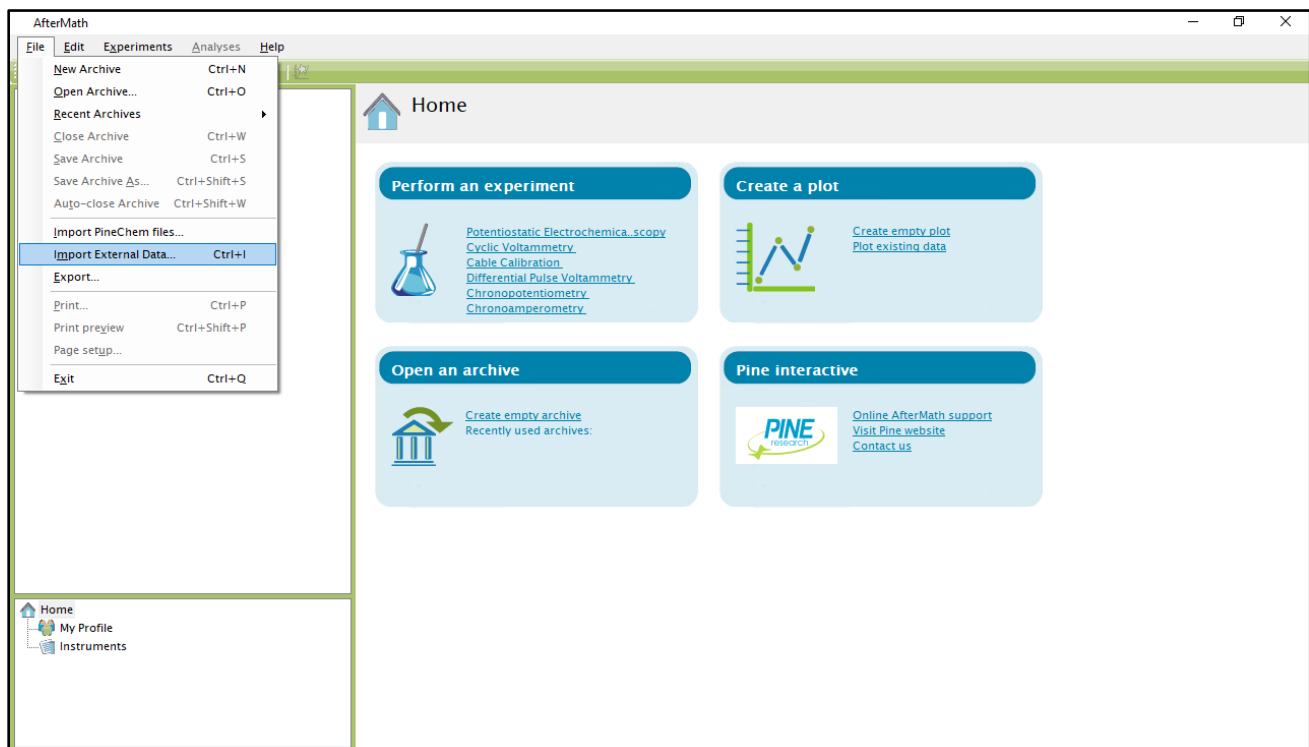 AfterMath
File Edit Experiments Analyses Help
New Archive Ctrl+N
Open Archive... Ctrl+O
Recent Archives
Close Archive Ctrl+W
Save Archive Ctrl+S
Save Archive As... Ctrl+Shift+S
Auto-close Archive Ctrl+Shift+W
Import PineChem files...
Import External Data... Ctrl+I
Export...
Print... Ctrl+P
Print preview Ctrl+Shift+P
Page setup...
Exit Ctrl+Q
Home
Perform an experiment
Potentiostatic Electrochemica..scopy
Cyclic Voltammetry
Cable Calibration
Differential Pulse Voltammetry
Chronopotentiometry
Chronoamperometry
Create a plot
Create empty plot
Plot existing data
Open an archive
Create empty archive
Recently used archives:
Pine interactive
PINE
research
Online AfterMath support
Visit Pine website
Contact us
Home
My Profile
Instruments